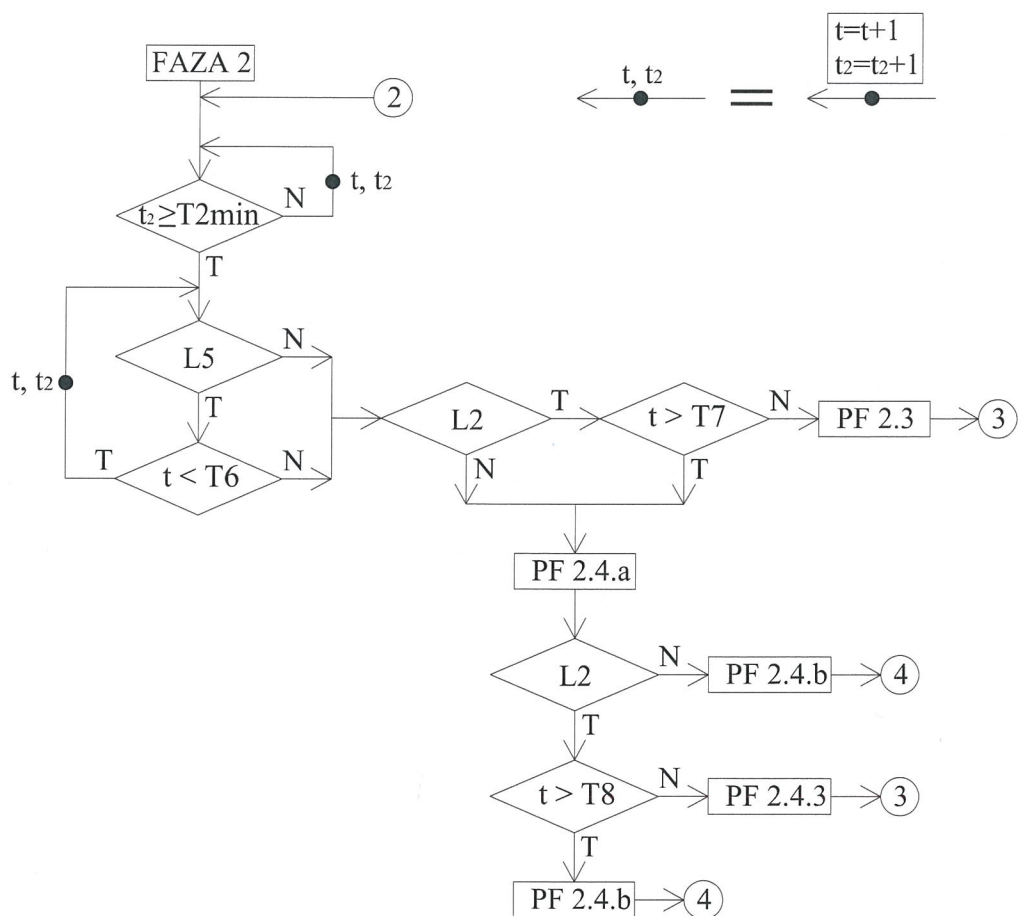 FAZA 2
2
t, t₂
t=t+1
t₂=t₂+1
t, t₂
t₂≥T2min
N
T
L5
N
t, t₂
T
t < T6
T
N
L2
T
N
t > T7
N
T
PF 2.3
3
PF 2.4.a
L2
N
PF 2.4.b
4
T
t > T8
N
PF 2.4.3
3
T
PF 2.4.b
4